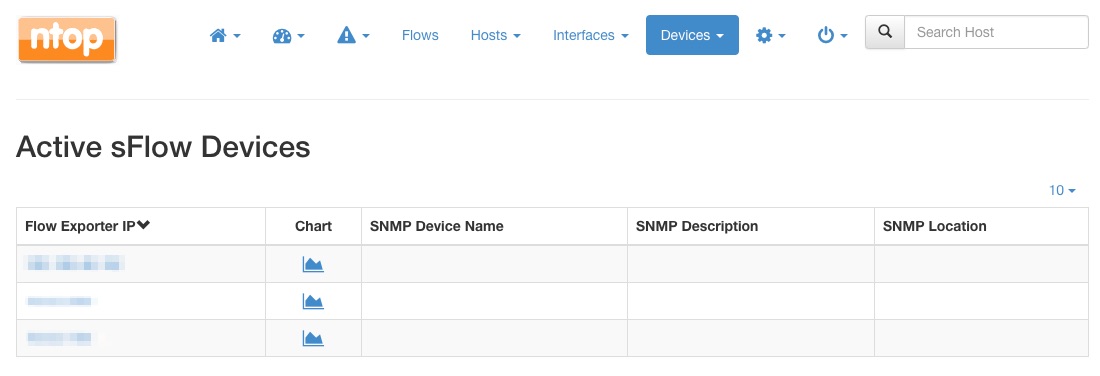 ntop
Flows Hosts Interfaces Devices Search Host
Active sFlow Devices
10
Flow Exporter IP Chart SNMP Device Name SNMP Description SNMP Location